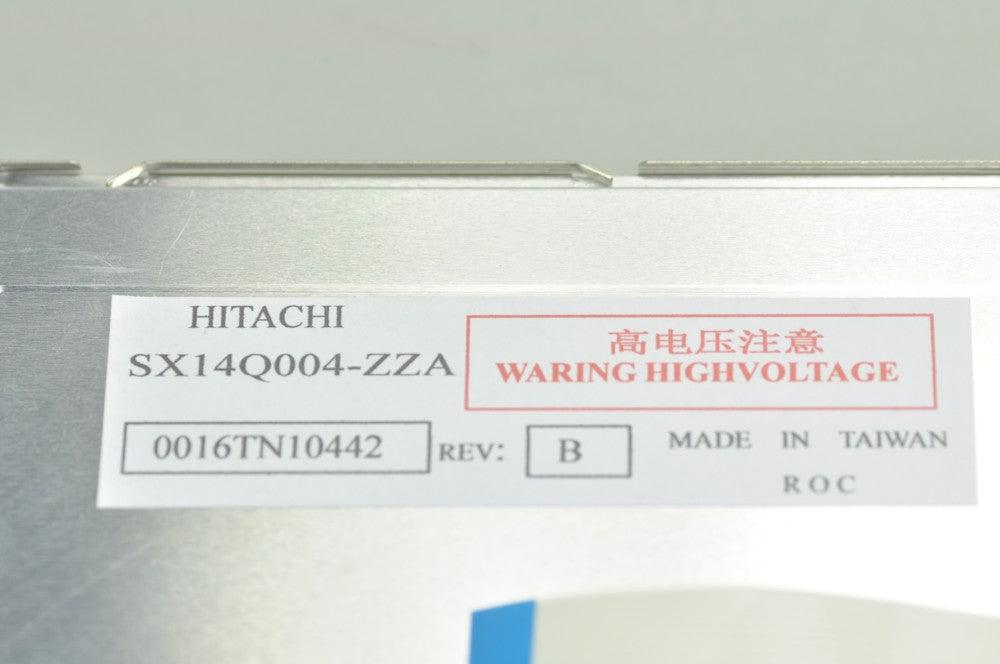 HITACHI
SX14Q004-ZZA
高电压注意
WARING HIGHVOLTAGE
0016TN10442 REV: B
MADE IN TAIWAN
ROC